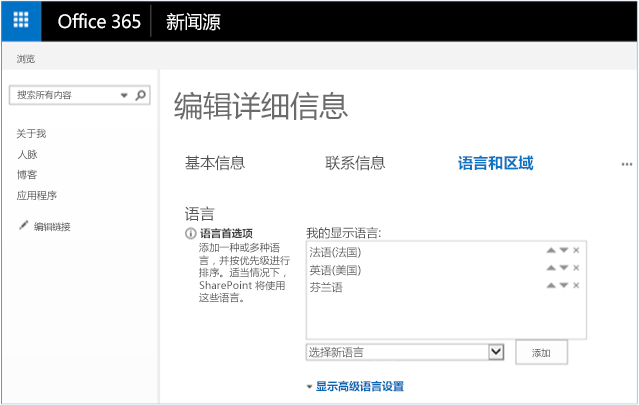 Office 365
新闻源
浏览
搜索所有内容
关于我
人脉
博客
应用程序
编辑链接
编辑详细信息
基本信息
联系信息
语言和区域
...
语言
语言首选项
添加一种或多种语
言，并按优先级进行
排序。适当情况下，
SharePoint 将使用
这些语言。
我的显示语言:
法语(法国)
英语(美国)
芬兰语
选择新语言
添加
显示高级语言设置